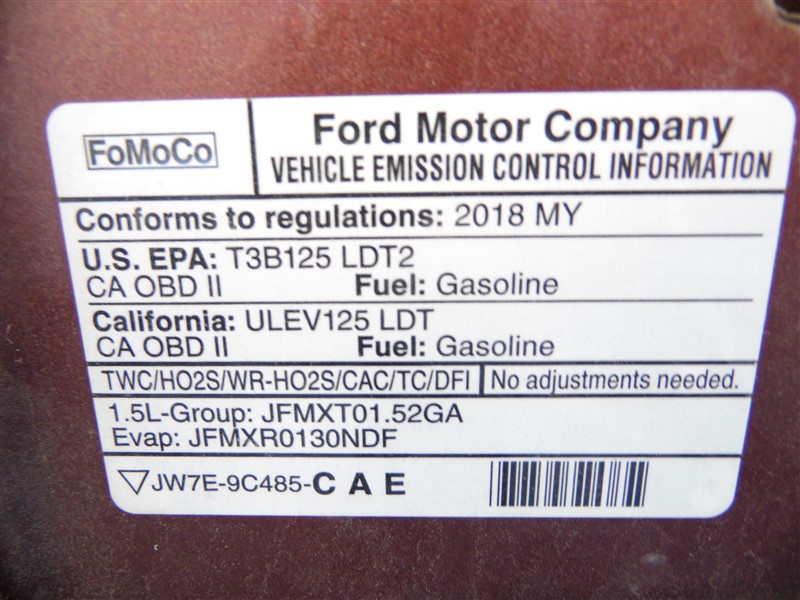 FoMoCo
Ford Motor Company
VEHICLE EMISSION CONTROL INFORMATION
Conforms to regulations: 2018 MY
U.S. EPA: T3B125 LDT2
CA OBD II Fuel: Gasoline
California: ULEV125 LDT
CA OBD II Fuel: Gasoline
TWC/HO2S/WR-HO2S/CAC/TC/DFI No adjustments needed.
1.5L-Group: JFMXT01.52GA
Evap: JFMXR0130NDF
JW7E-9C485-C A E